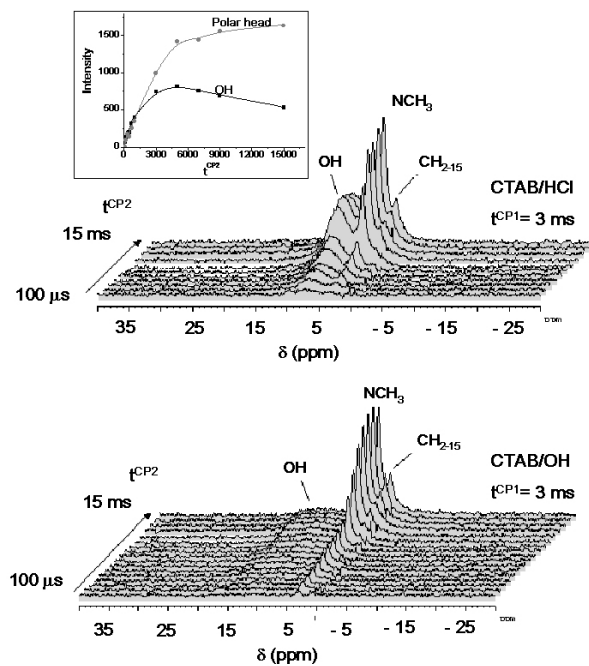 Polar head
1500
Intensity
1000
500
OH
0
0 3000 6000 9000 12000 15000
t^CP2
NCH₃
OH
CH₂₋₁₅
CTAB/HCl
t^CP1= 3 ms
t^CP2
15 ms
100 μs
35 25 15 5 - 5 -15 - 25
ppm
δ (ppm)
NCH₃
CH₂₋₁₅
OH
CTAB/OH
t^CP1= 3 ms
t^CP2
15 ms
100 μs
35 25 15 5 - 5 -15 - 25
ppm
δ (ppm)